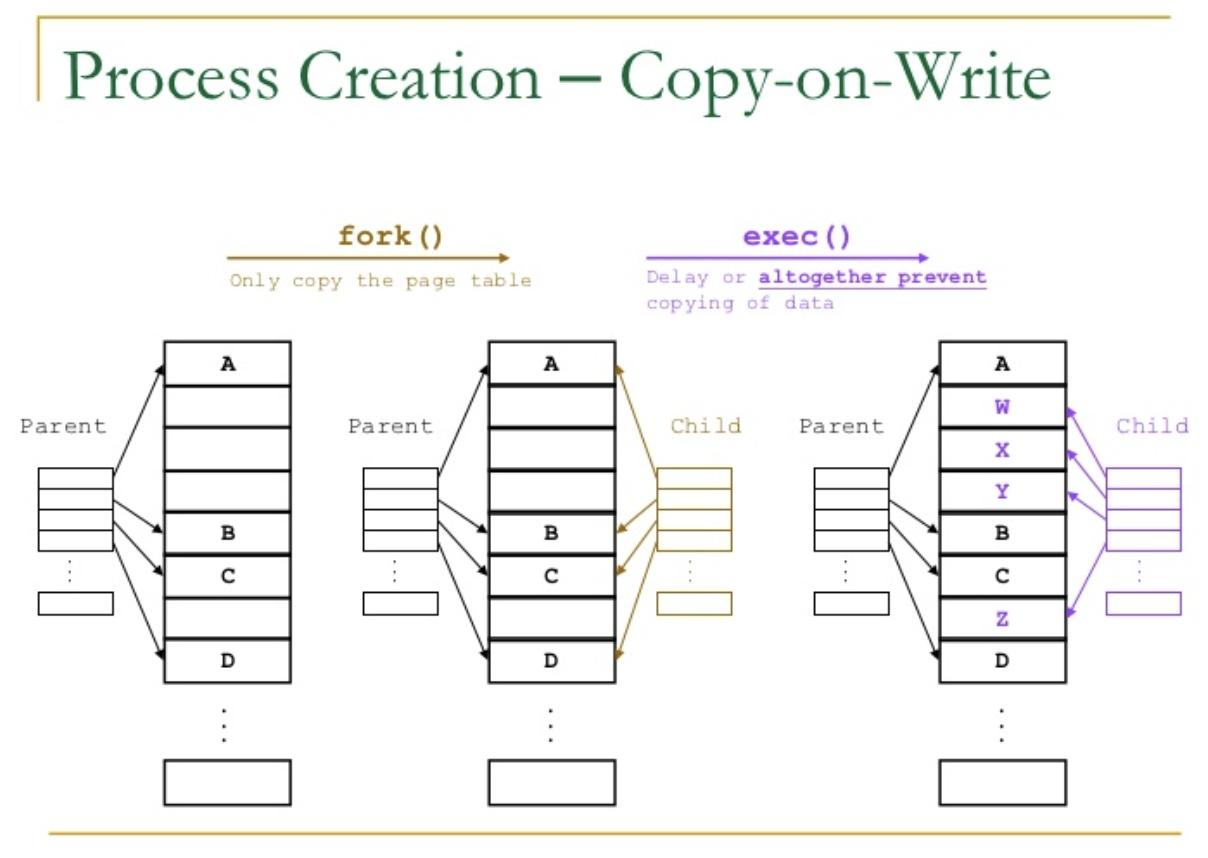 Process Creation – Copy-on-Write
fork()
Only copy the page table
exec()
Delay or altogether prevent
copying of data
Parent
A
B
C
D
Parent
A
B
C
D
Child
Parent
A
W
X
Y
B
C
Z
D
Child